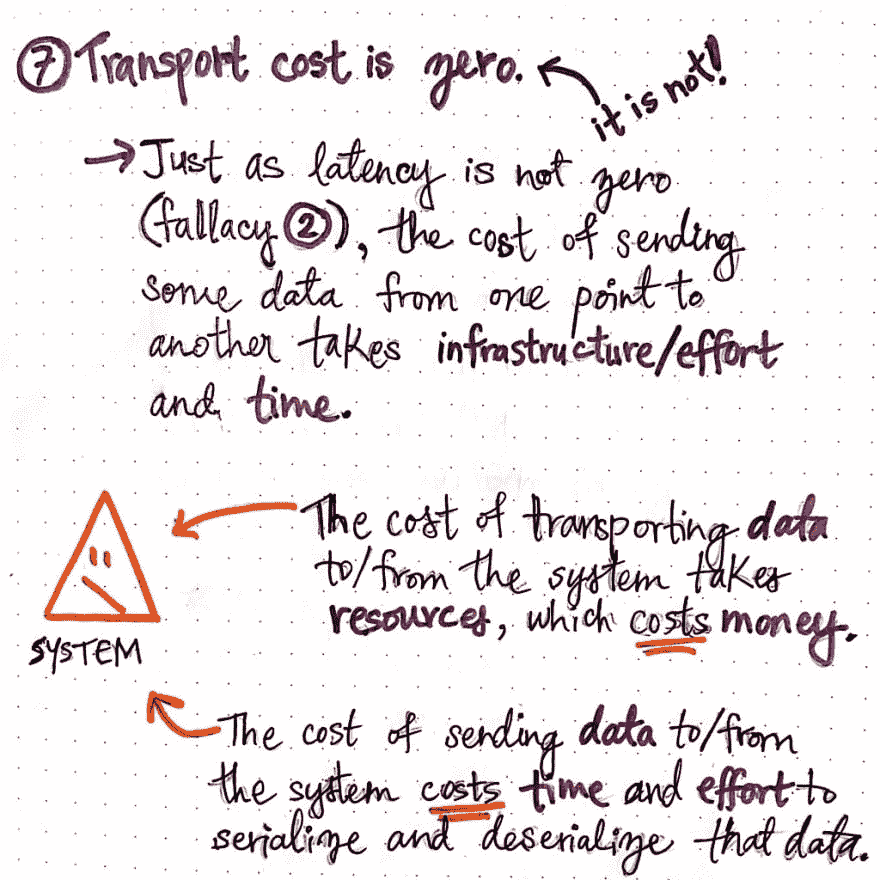 ⑦ Transport cost is zero.
it is not!
→ Just as latency is not zero
(fallacy ②), the cost of sending
some data from one point to
another takes infrastructure/effort
and time.
The cost of transporting data
to/from the system takes
resources, which costs money.
SYSTEM
The cost of sending data to/from
the system costs time and effort to
serialize and deserialize that data.